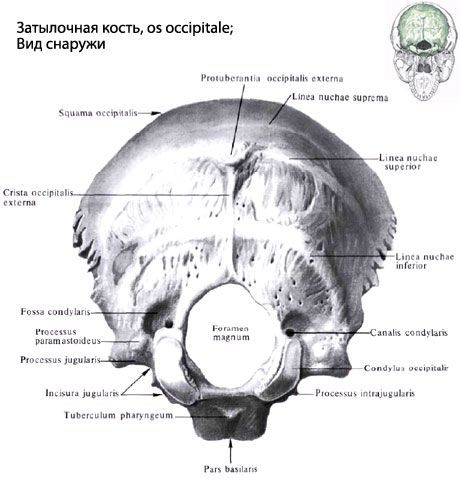 Затылочная кость, os occipitale;
Вид снаружи
Protuberantia occipitalis externa
Linea nuchae suprema
Squama occipitalis
Linea nuchae
superior
Crista occipitalis
externa
Linea nuchae
inferior
Fossa condylaris
Processus
paramastoideus
Foramen
magnum
Canalis condylaris
Processus jugularis
Condylus occipitalir
Incisura jugularis
Processus intrajugularis
Tuberculum pharyngeum
Pars basilaris